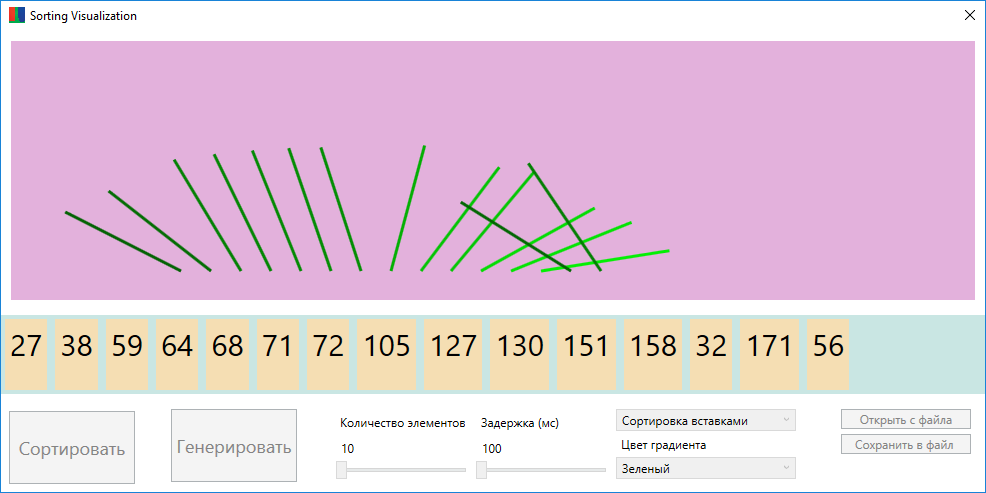 Sorting Visualization
27 38 59 64 68 71 72 105 127 130 151 158 32 171 56
Сортировать
Генерировать
Количество элементов
10
Задержка (мс)
100
Сортировка вставками
Цвет градиента
Зеленый
Открыть с файла
Сохранить в файл